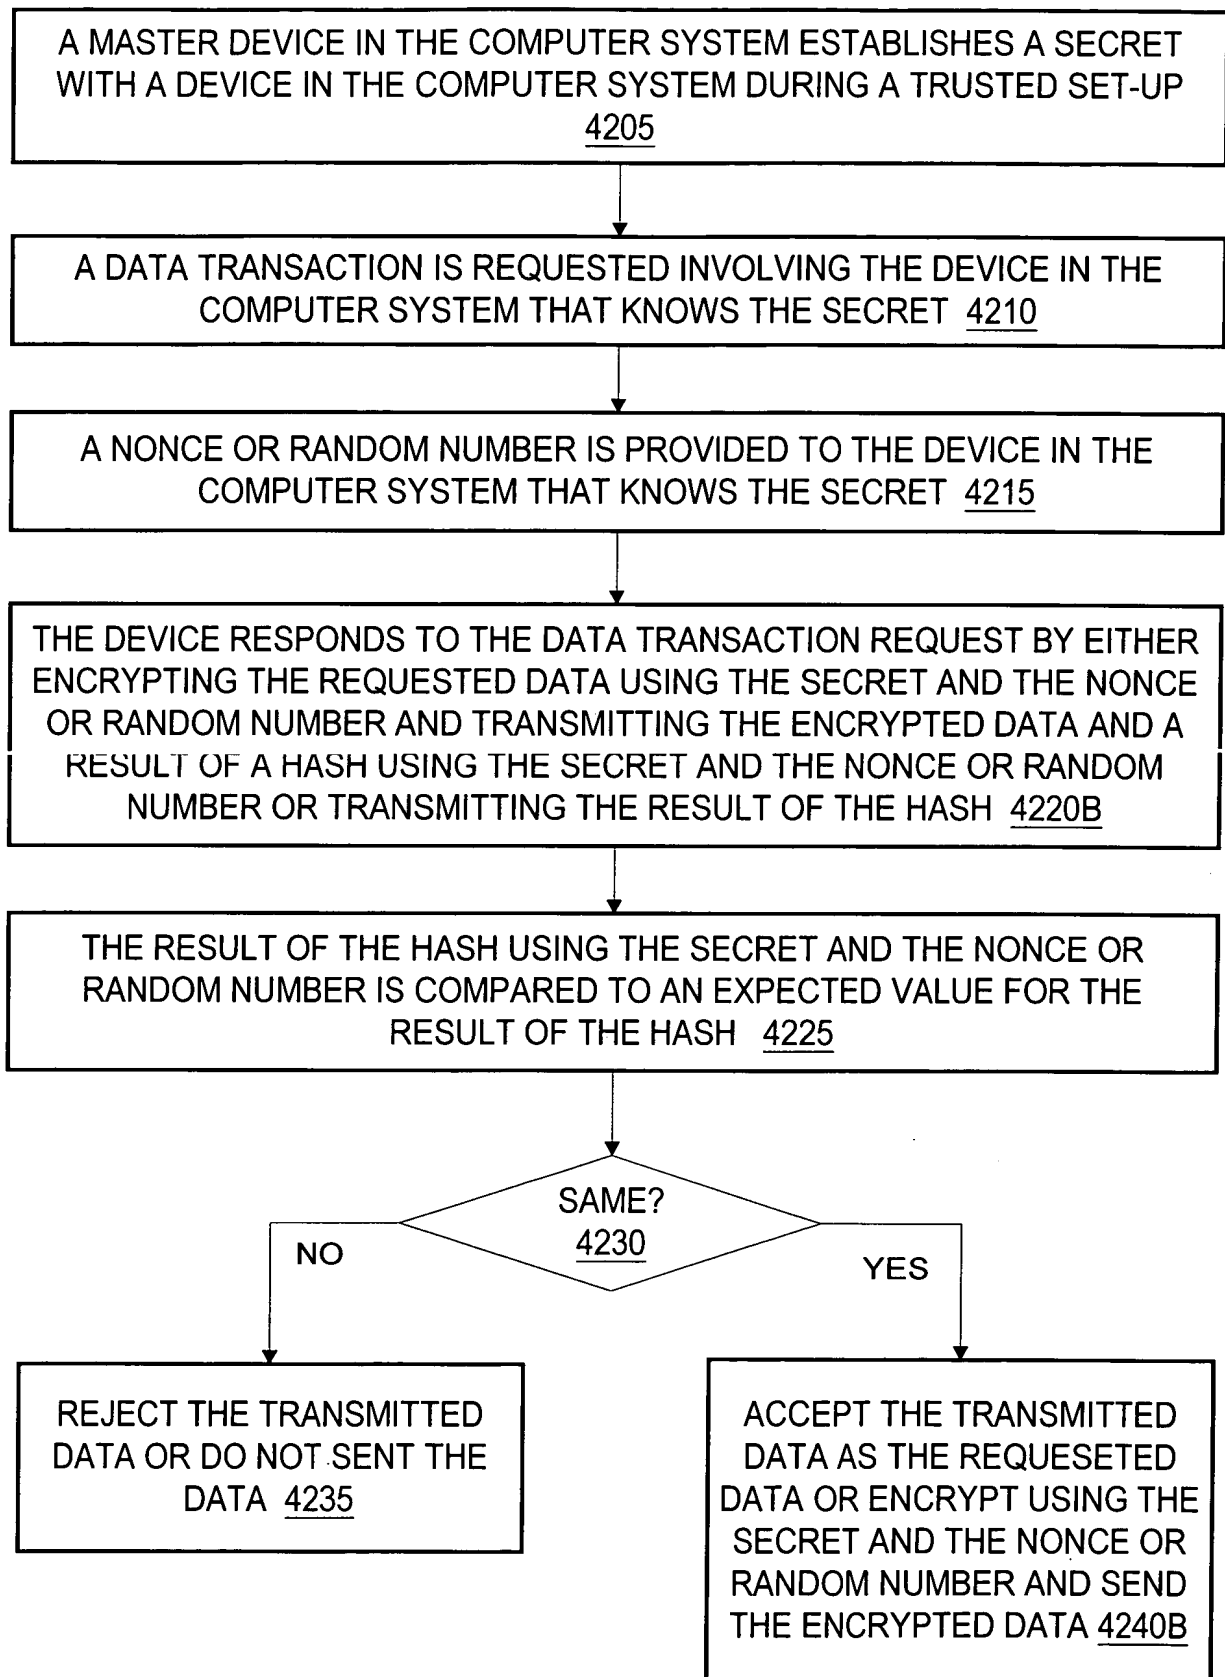 A MASTER DEVICE IN THE COMPUTER SYSTEM ESTABLISHES A SECRET
WITH A DEVICE IN THE COMPUTER SYSTEM DURING A TRUSTED SET-UP
4205
A DATA TRANSACTION IS REQUESTED INVOLVING THE DEVICE IN THE
COMPUTER SYSTEM THAT KNOWS THE SECRET 4210
A NONCE OR RANDOM NUMBER IS PROVIDED TO THE DEVICE IN THE
COMPUTER SYSTEM THAT KNOWS THE SECRET 4215
THE DEVICE RESPONDS TO THE DATA TRANSACTION REQUEST BY EITHER
ENCRYPTING THE REQUESTED DATA USING THE SECRET AND THE NONCE
OR RANDOM NUMBER AND TRANSMITTING THE ENCRYPTED DATA AND A
RESULT OF A HASH USING THE SECRET AND THE NONCE OR RANDOM
NUMBER OR TRANSMITTING THE RESULT OF THE HASH 4220B
THE RESULT OF THE HASH USING THE SECRET AND THE NONCE OR
RANDOM NUMBER IS COMPARED TO AN EXPECTED VALUE FOR THE
RESULT OF THE HASH 4225
SAME?
4230
NO
YES
REJECT THE TRANSMITTED
DATA OR DO NOT SENT THE
DATA 4235
ACCEPT THE TRANSMITTED
DATA AS THE REQUESETED
DATA OR ENCRYPT USING THE
SECRET AND THE NONCE OR
RANDOM NUMBER AND SEND
THE ENCRYPTED DATA 4240B